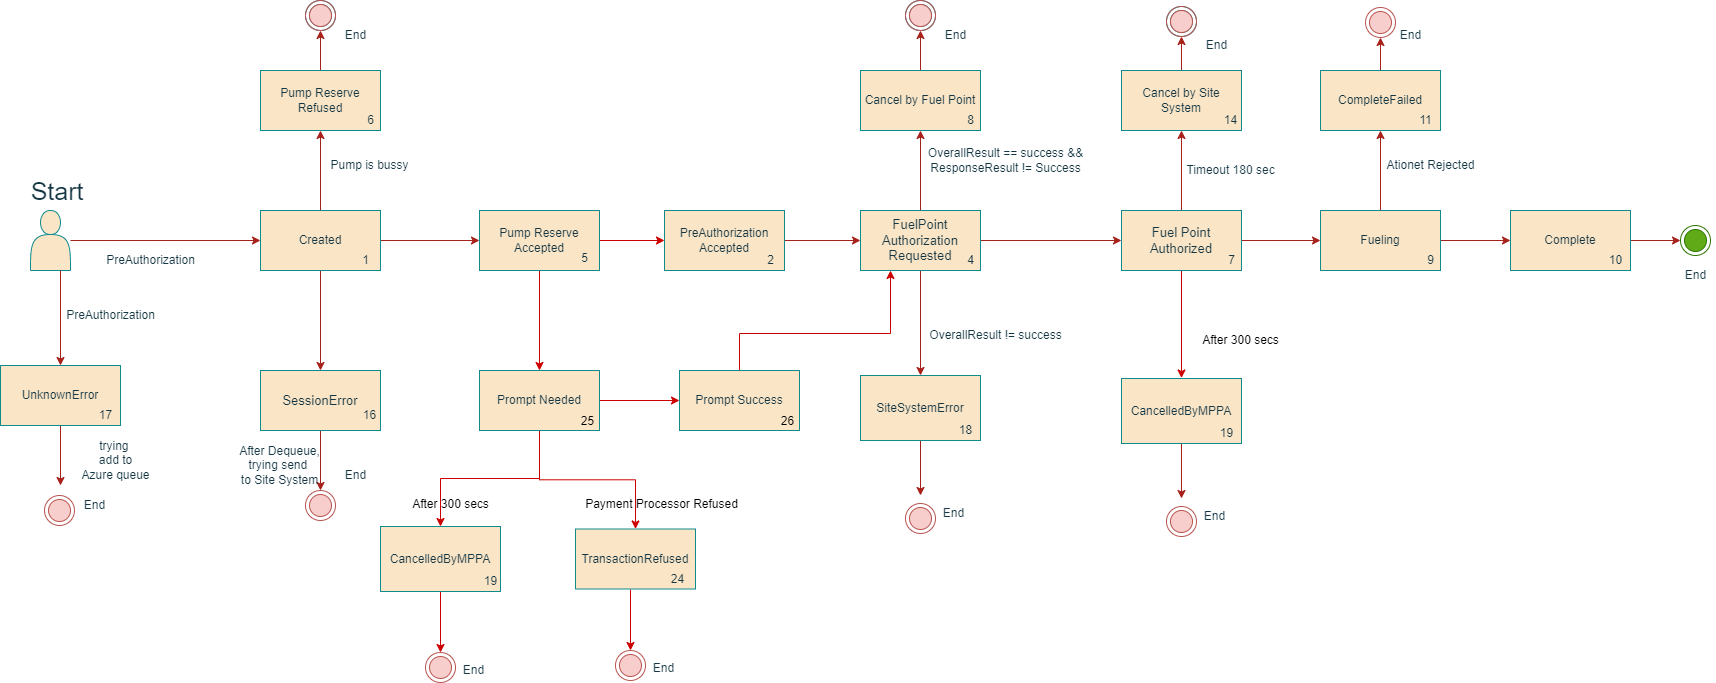 End
End
End
End
Pump Reserve
Refused
6
Cancel by Fuel Point
8
Cancel by Site
System
14
CompleteFailed
11
Pump is bussy
OverallResult == success &&
ResponseResult != Success
Timeout 180 sec
Ationet Rejected
Start
PreAuthorization
Created
1
Pump Reserve
Accepted
5
PreAuthorization
Accepted
2
FuelPoint
Authorization
Requested
4
Fuel Point
Authorized
7
Fueling
9
Complete
10
End
PreAuthorization
OverallResult != success
After 300 secs
UnknownError
17
SessionError
16
Prompt Needed
25
Prompt Success
26
SiteSystemError
18
CancelledByMPPA
19
trying
add to
Azure queue
End
After Dequeue,
trying send
to Site System
End
After 300 secs
Payment Processor Refused
End
End
CancelledByMPPA
19
TransactionRefused
24
End
End